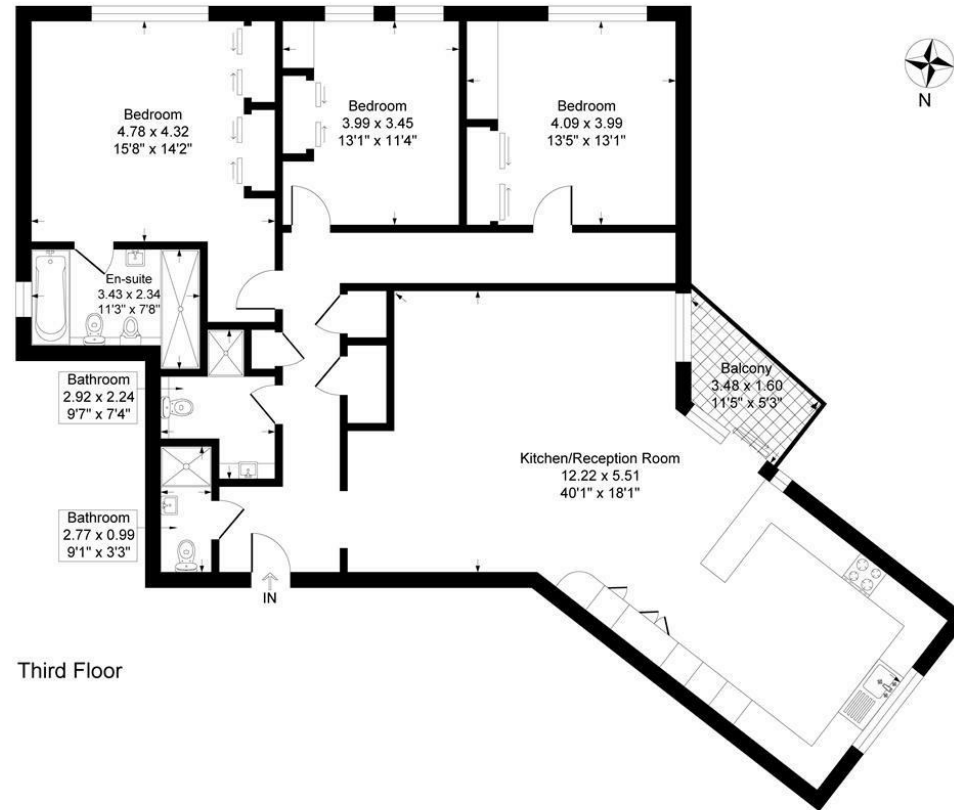 Bedroom
4.78 x 4.32
15'8" x 14'2"
Bedroom
3.99 x 3.45
13'1" x 11'4"
Bedroom
4.09 x 3.99
13'5" x 13'1"
N
En-suite
3.43 x 2.34
11'3" x 7'8"
Bathroom
2.92 x 2.24
9'7" x 7'4"
Balcony
3.48 x 1.60
11'5" x 5'3"
Kitchen/Reception Room
12.22 x 5.51
40'1" x 18'1"
Bathroom
2.77 x 0.99
9'1" x 3'3"
IN
Third Floor